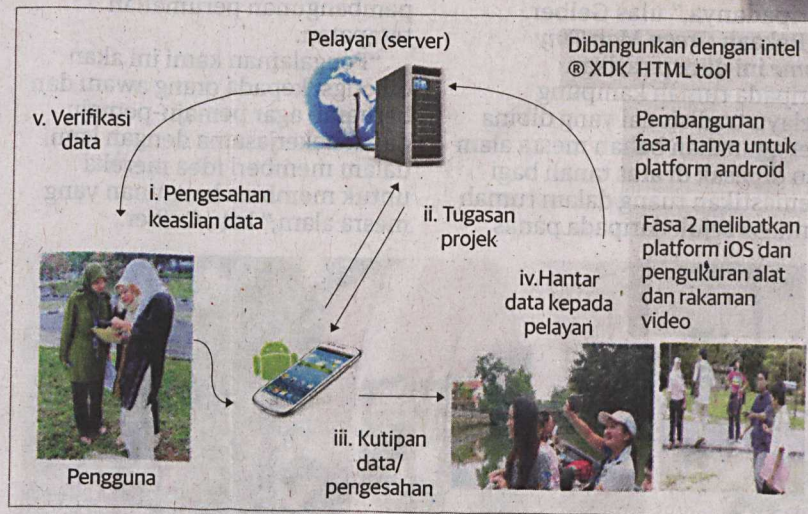 Pelayan (server)
Dibangunkan dengan intel
® XDK HTML tool
v. Verifikasi
data
Pembangunan
fasa 1 hanya untuk
platform android
i. Pengesahan
keaslian data
ii. Tugasan
projek
Fasa 2 melibatkan
platform iOS dan
pengukuran alat
dan rakaman
video
iv.Hantar
data kepada
pelayan
iii. Kutipan
data/
pengesahan
Pengguna